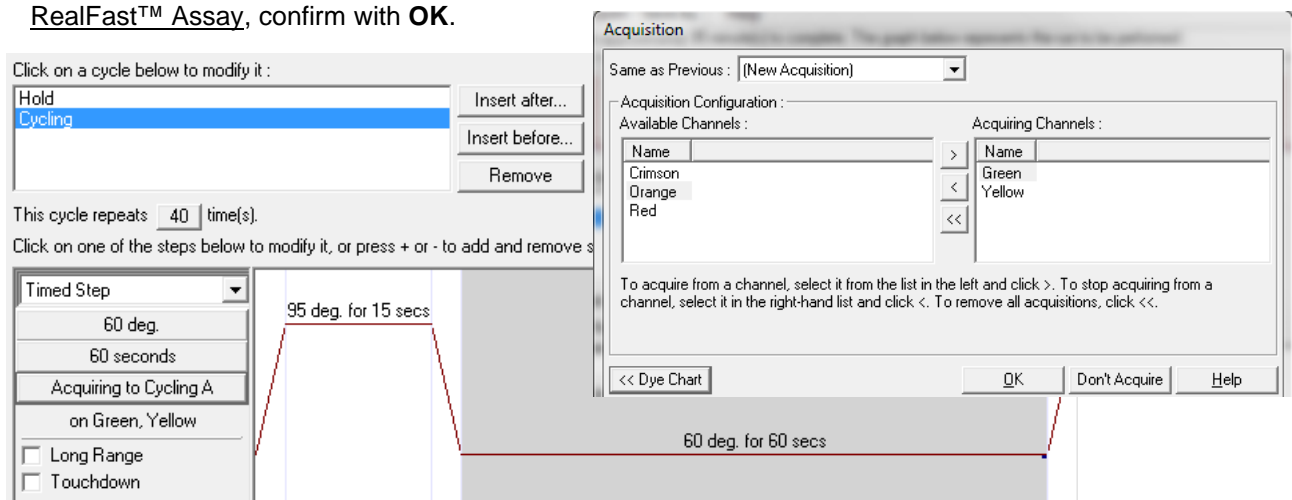 RealFast™ Assay, confirm with OK.
Click on a cycle below to modify it :
Hold
Cycling
Insert after...
Insert before...
Remove
This cycle repeats 40 time(s).
Click on one of the steps below to modify it, or press + or - to add and remove s
Timed Step
60 deg.
60 seconds
Acquiring to Cycling A
on Green, Yellow
Long Range
Touchdown
95 deg. for 15 secs
60 deg. for 60 secs
Acquisition
Same as Previous : (New Acquisition)
Acquisition Configuration :
Available Channels :
Name
Crimson
Orange
Red
>
<
<<
Acquiring Channels :
Name
Green
Yellow
To acquire from a channel, select it from the list in the left and click >. To stop acquiring from a
channel, select it in the right-hand list and click <. To remove all acquisitions, click <<.
<< Dye Chart
OK
Don't Acquire
Help